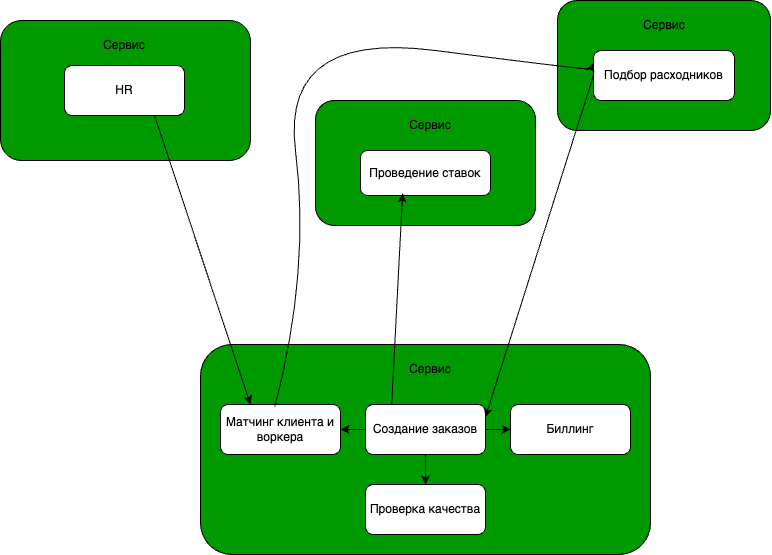 Сервис
HR
Сервис
Подбор расходников
Сервис
Проведение ставок
Сервис
Матчинг клиента и
воркера
Создание заказов
Биллинг
Проверка качества